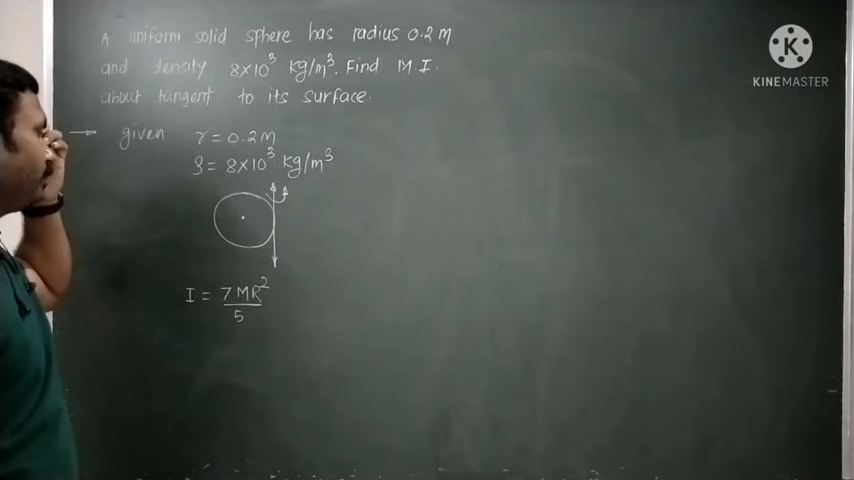 A uniform solid sphere has radius 0.2 m
and density 8×10³ kg/m³. Find M.I.
about tangent to its surface.
→ given r = 0.2 m
ρ = 8×10³ kg/m³
I = 7MR²
5
K
KINEMASTER